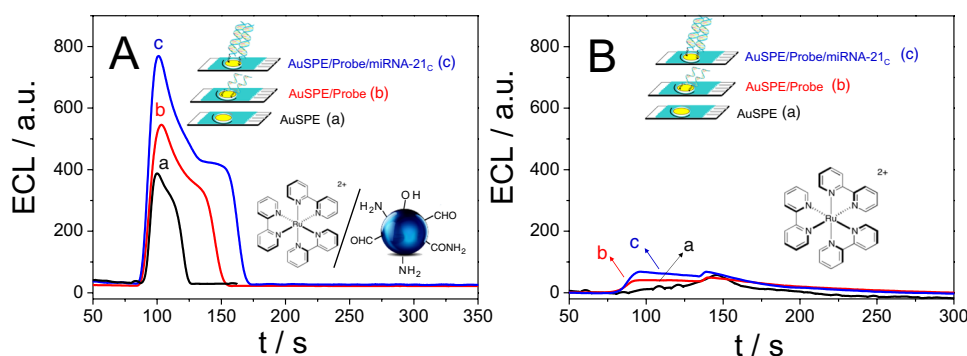 A
c
b
a
AuSPE/Probe/miRNA-21C (c)
AuSPE/Probe (b)
AuSPE (a)
ECL / a.u.
800
600
400
200
0
50 100 150 200 250 300 350
t / s
2+
N N N Ru N N N
OH
H2N
CHO
OHC
CONH2
NH2
B
AuSPE/Probe/miRNA-21C (c)
AuSPE/Probe (b)
AuSPE (a)
ECL / a.u.
800
600
400
200
0
50 100 150 200 250 300
t / s
b
c
a
2+
N N N Ru N N N